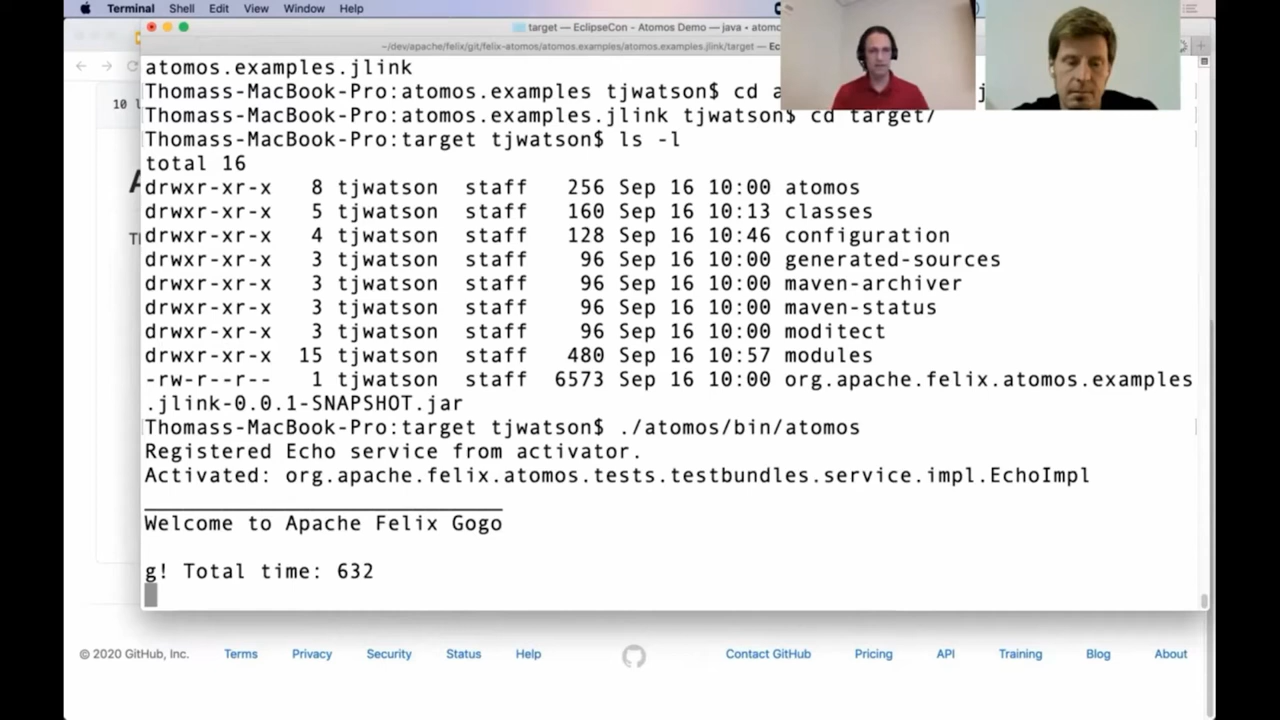 Terminal Shell Edit View Window Help
target — EclipseCon - Atomos Demo — java ‹ atomo
~/dev/apache/felix/git/felix-atomos/atomos.examples/atomos.examples.jlink/target —
atomos.examples.jlink
Thomass-MacBook-Pro:atomos.examples tjwatson$ cd a
Thomass-MacBook-Pro:atomos.examples.jlink tjwatson$ cd target/
Thomass-MacBook-Pro:target tjwatson$ ls -l
total 16
drwxr-xr-x 8 tjwatson staff 256 Sep 16 10:00 atomos
drwxr-xr-x 5 tjwatson staff 160 Sep 16 10:13 classes
drwxr-xr-x 4 tjwatson staff 128 Sep 16 10:46 configuration
drwxr-xr-x 3 tjwatson staff 96 Sep 16 10:00 generated-sources
drwxr-xr-x 3 tjwatson staff 96 Sep 16 10:00 maven-archiver
drwxr-xr-x 3 tjwatson staff 96 Sep 16 10:00 maven-status
drwxr-xr-x 3 tjwatson staff 96 Sep 16 10:00 moditect
drwxr-xr-x 15 tjwatson staff 480 Sep 16 10:57 modules
-rw-r--r-- 1 tjwatson staff 6573 Sep 16 10:00 org.apache.felix.atomos.examples
.jlink-0.0.1-SNAPSHOT.jar
Thomass-MacBook-Pro:target tjwatson$ ./atomos/bin/atomos
Registered Echo service from activator.
Activated: org.apache.felix.atomos.tests.testbundles.service.impl.EchoImpl
Welcome to Apache Felix Gogo
g! Total time: 632
10 l
© 2020 GitHub, Inc. Terms Privacy Security Status Help Contact GitHub Pricing API Training Blog About